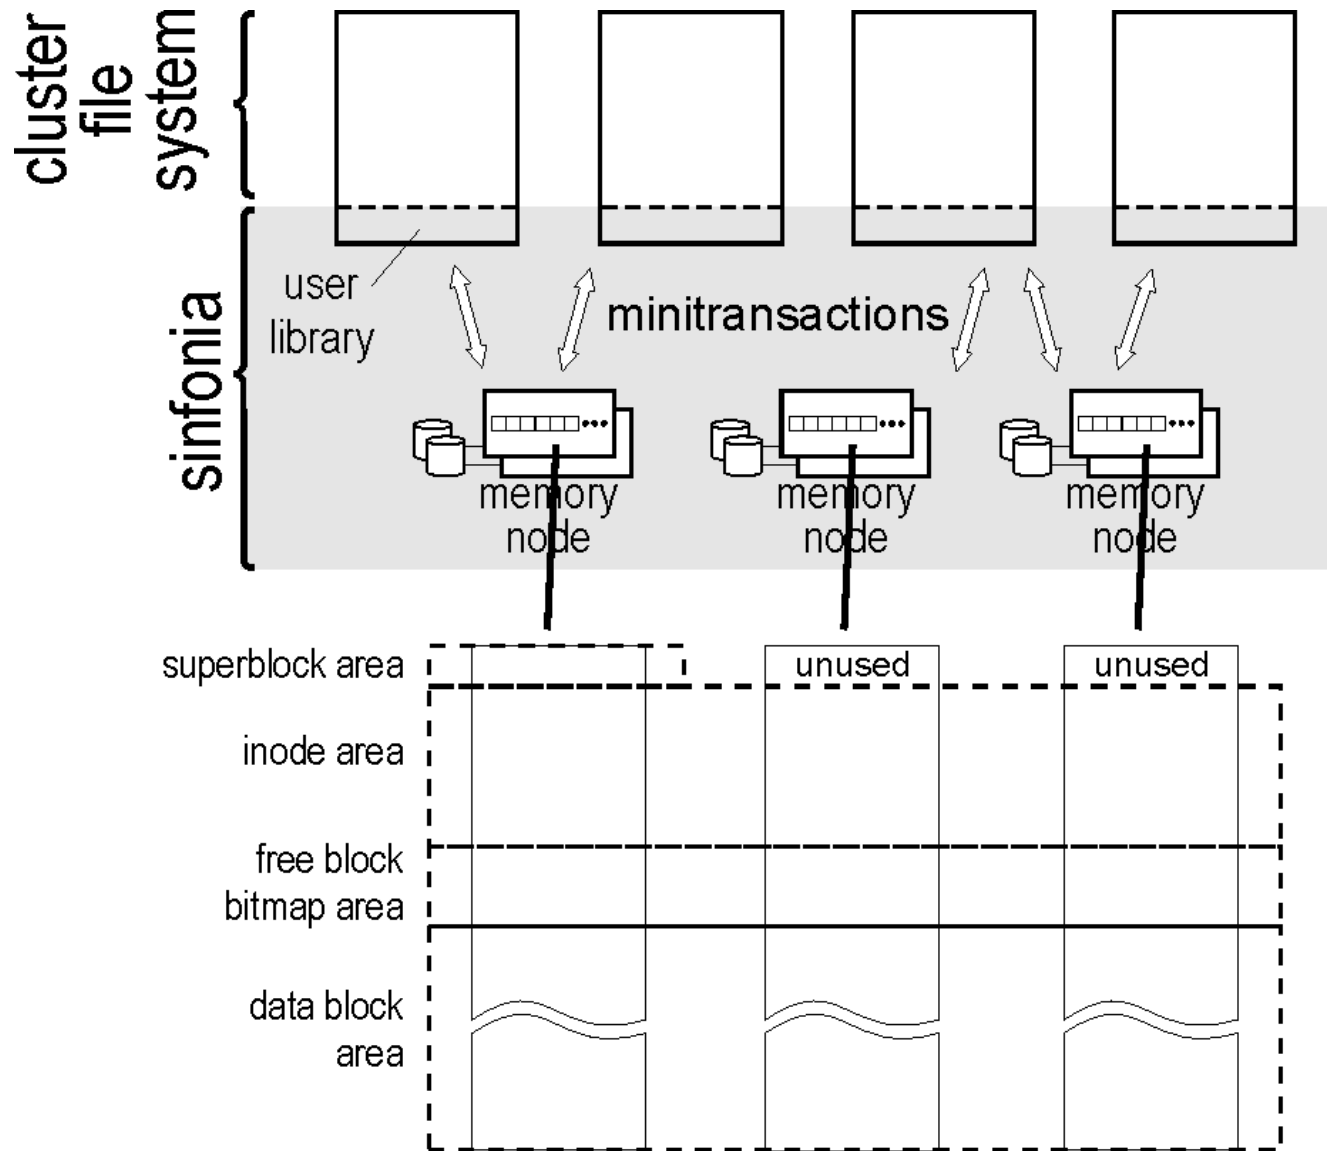 cluster
file
system
sinfonia
user
library
minitransactions
memory
node
memory
node
memory
node
superblock area
unused
unused
inode area
free block
bitmap area
data block
area